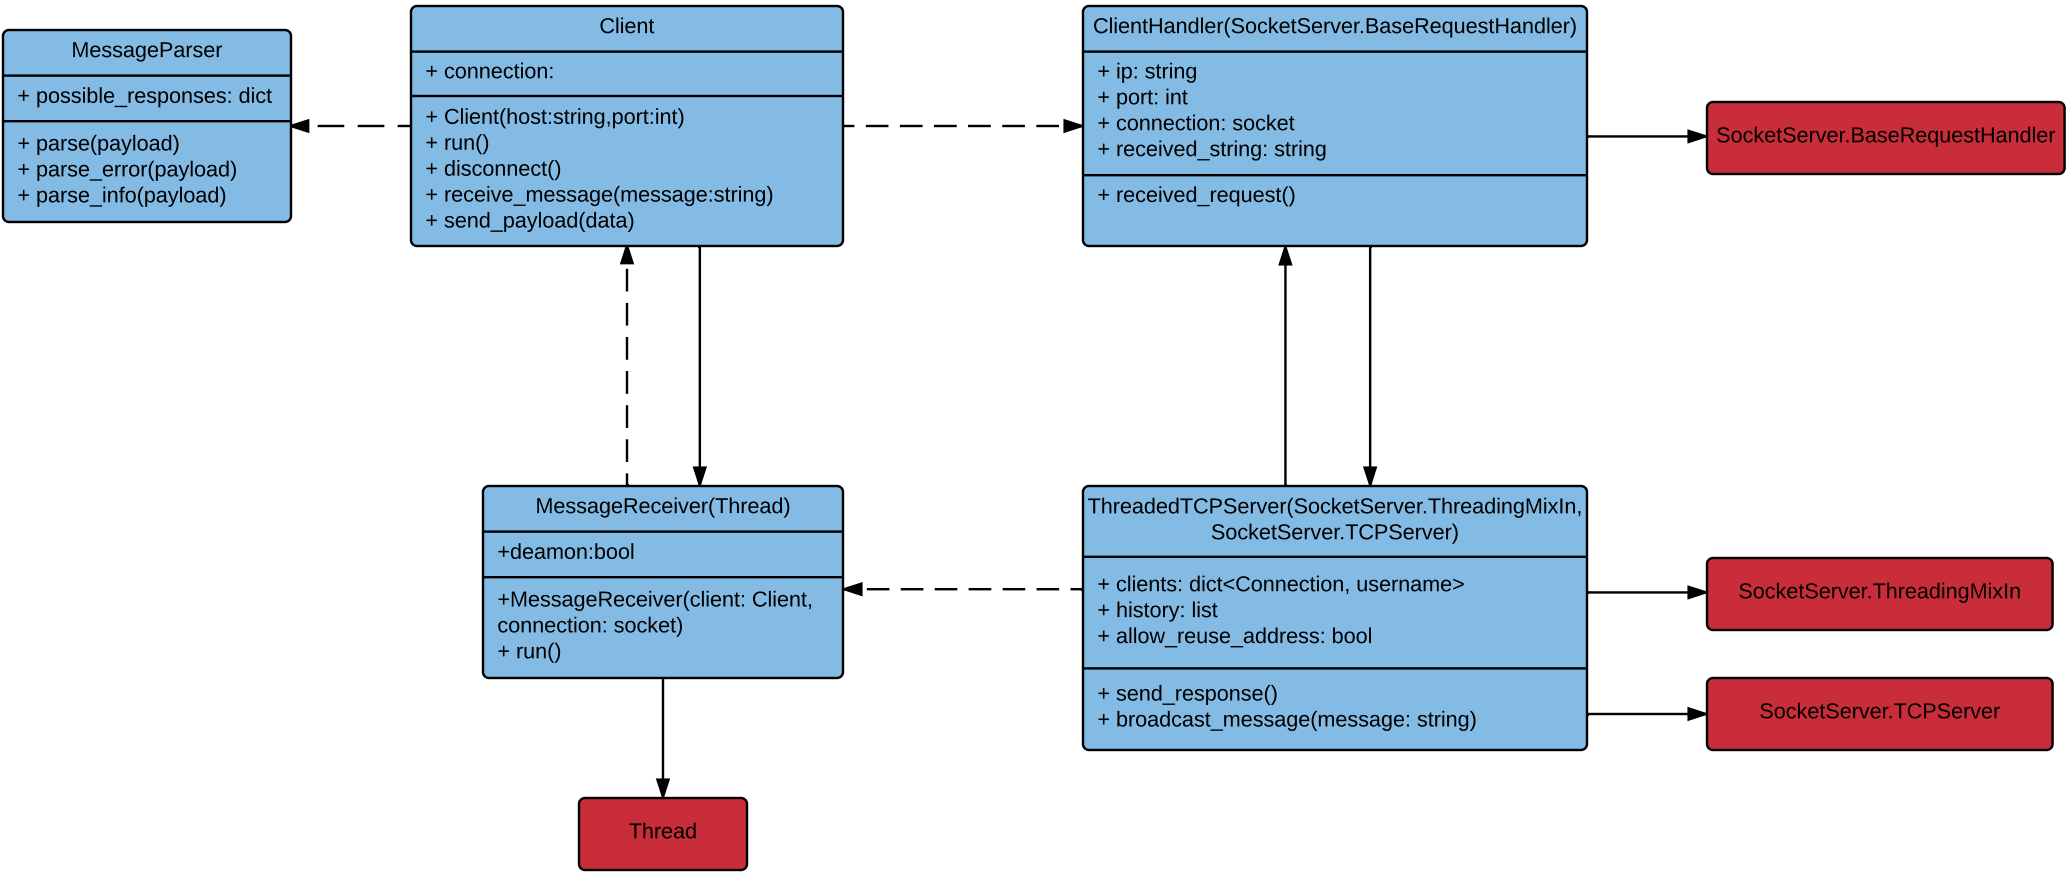 MessageParser
+ possible_responses: dict
+ parse(payload)
+ parse_error(payload)
+ parse_info(payload)
Client
+ connection:
+ Client(host:string,port:int)
+ run()
+ disconnect()
+ receive_message(message:string)
+ send_payload(data)
ClientHandler(SocketServer.BaseRequestHandler)
+ ip: string
+ port: int
+ connection: socket
+ received_string: string
+ received_request()
SocketServer.BaseRequestHandler
MessageReceiver(Thread)
+deamon:bool
+MessageReceiver(client: Client,
connection: socket)
+ run()
ThreadedTCPServer(SocketServer.ThreadingMixIn,
SocketServer.TCPServer)
+ clients: dict<Connection, username>
+ history: list
+ allow_reuse_address: bool
+ send_response()
+ broadcast_message(message: string)
SocketServer.ThreadingMixIn
SocketServer.TCPServer
Thread